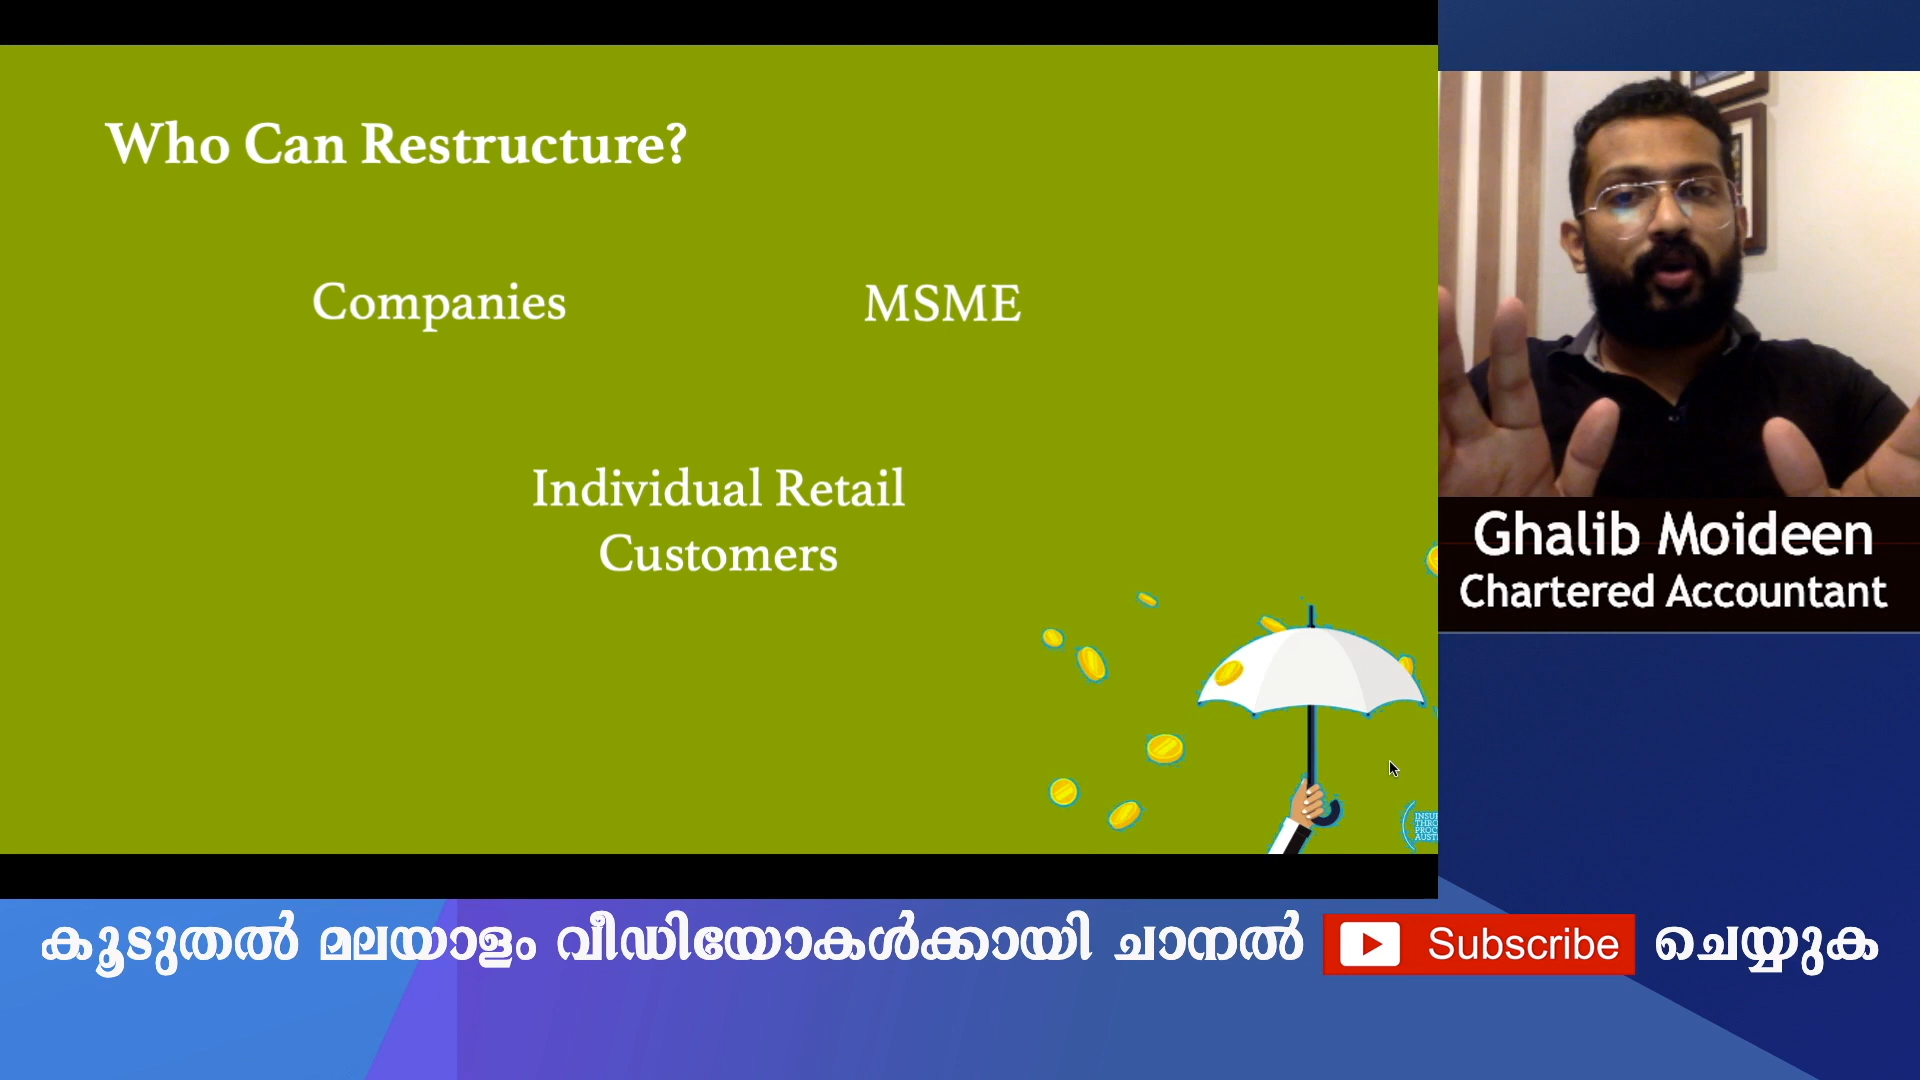 Who Can Restructure?
Companies
MSME
Individual Retail
Customers
Ghalib Moideen
Chartered Accountant
കൂടുതൽ മലയാളം വീഡിയോകൾക്കായി ചാനൽ Subscribe ചെയ്യുക